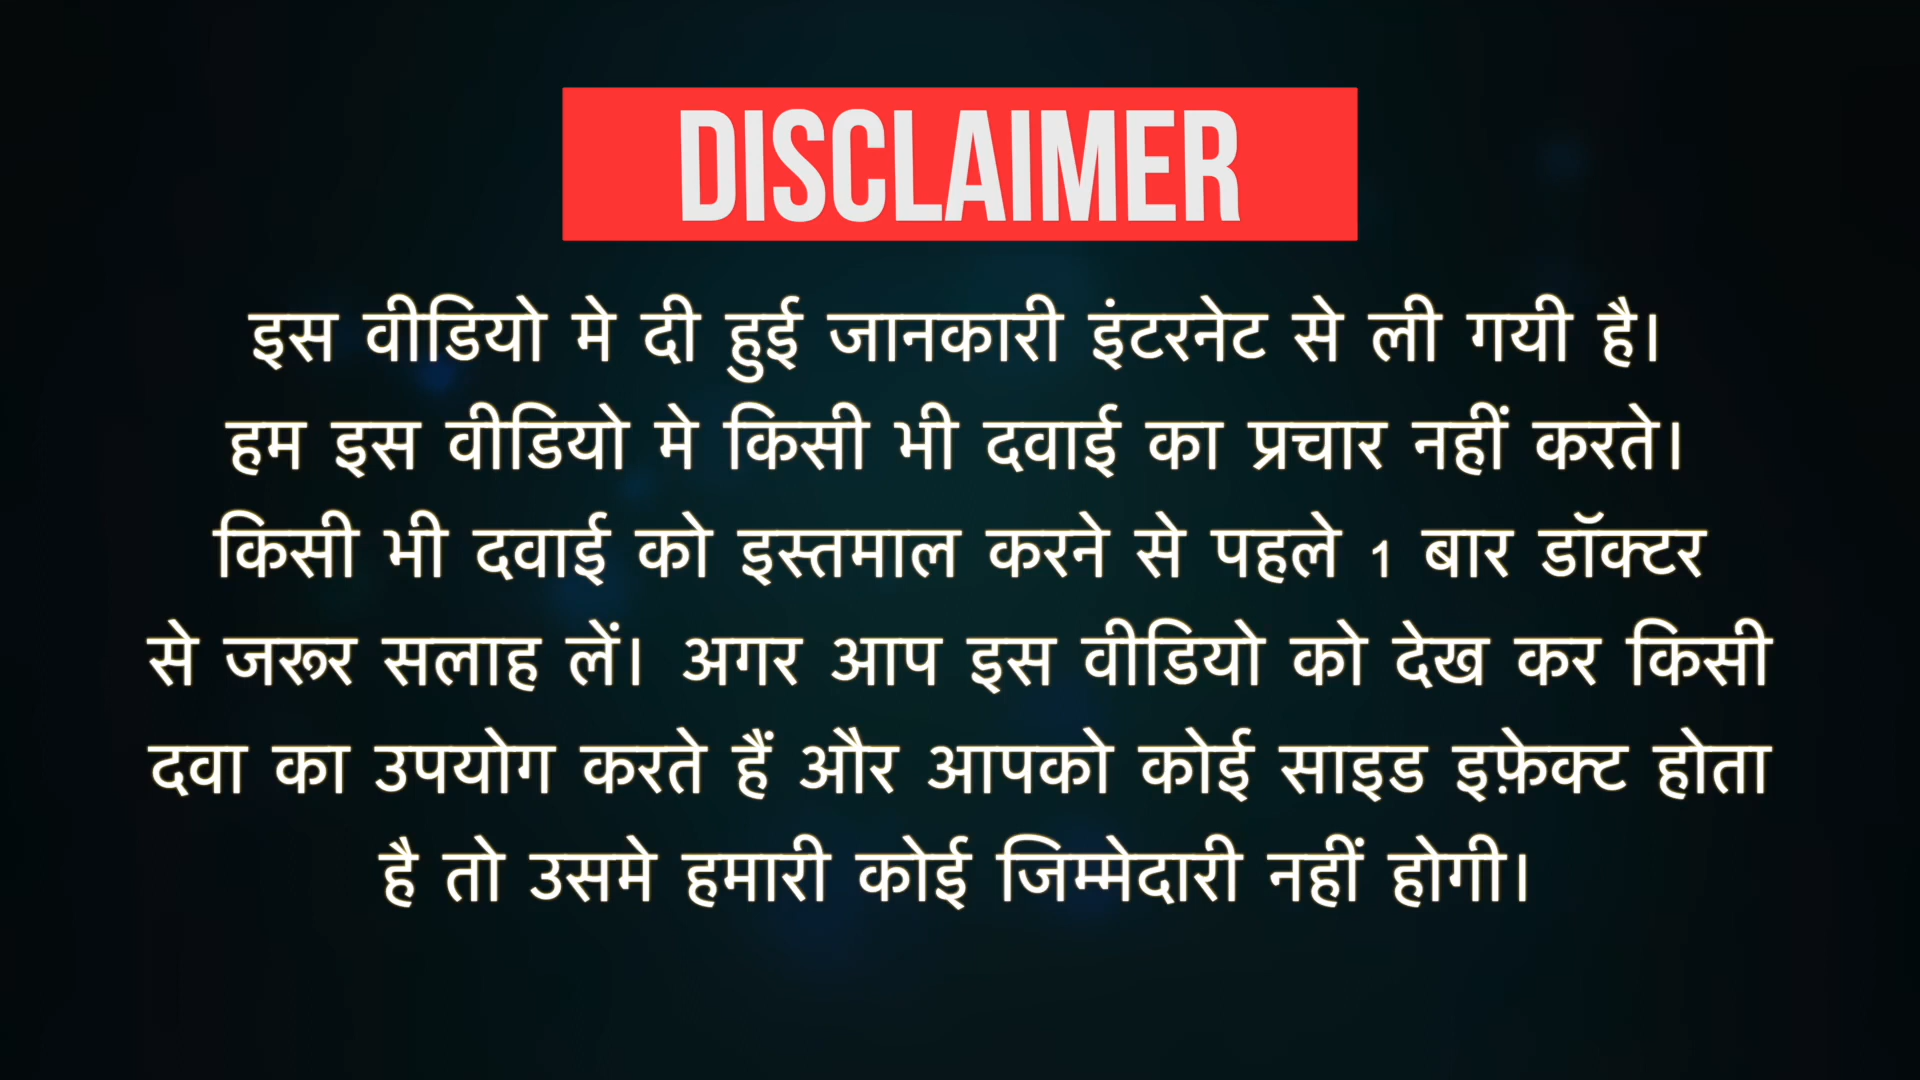 DISCLAIMER
इस वीडियो मे दी हुई जानकारी इंटरनेट से ली गयी है।
हम इस वीडियो मे किसी भी दवाई का प्रचार नहीं करते।
किसी भी दवाई को इस्तमाल करने से पहले 1 बार डॉक्टर
से जरूर सलाह लें। अगर आप इस वीडियो को देख कर किसी
दवा का उपयोग करते हैं और आपको कोई साइड इफ़ेक्ट होता
है तो उसमे हमारी कोई जिम्मेदारी नहीं होगी।